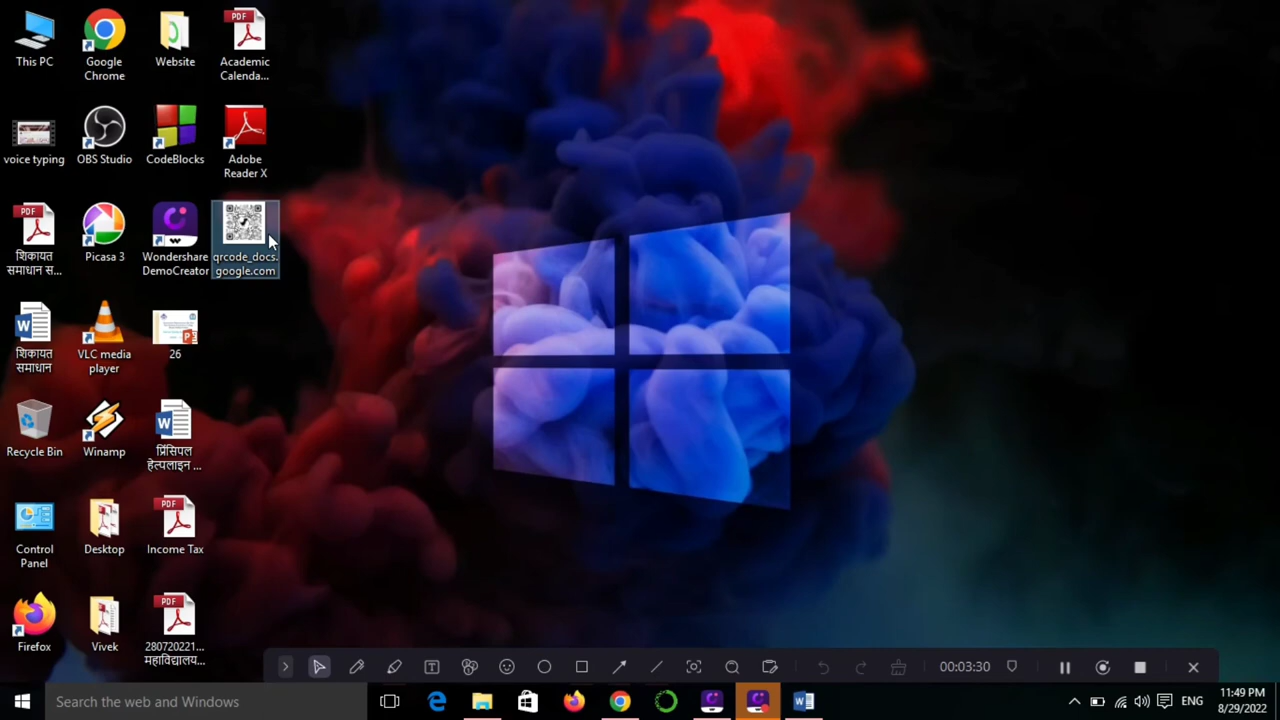 This PC
Google
Chrome
Website
PDF
Academic
Calenda...
voice typing
OBS Studio
CodeBlocks
Adobe
Reader X
PDF
शिकायत
समाधान स...
Picasa 3
Wondershare
DemoCreator
qrcode_docs.
google.com
शिकायत
समाधान
VLC media
player
26
Recycle Bin
Winamp
प्रिंसिपल
हेल्पलाइन ...
Control
Panel
Desktop
PDF
Income Tax
Firefox
Vivek
PDF
280720221...
महाविद्यालय...
00:03:30
Search the web and Windows
ENG
11:49 PM
8/29/2022